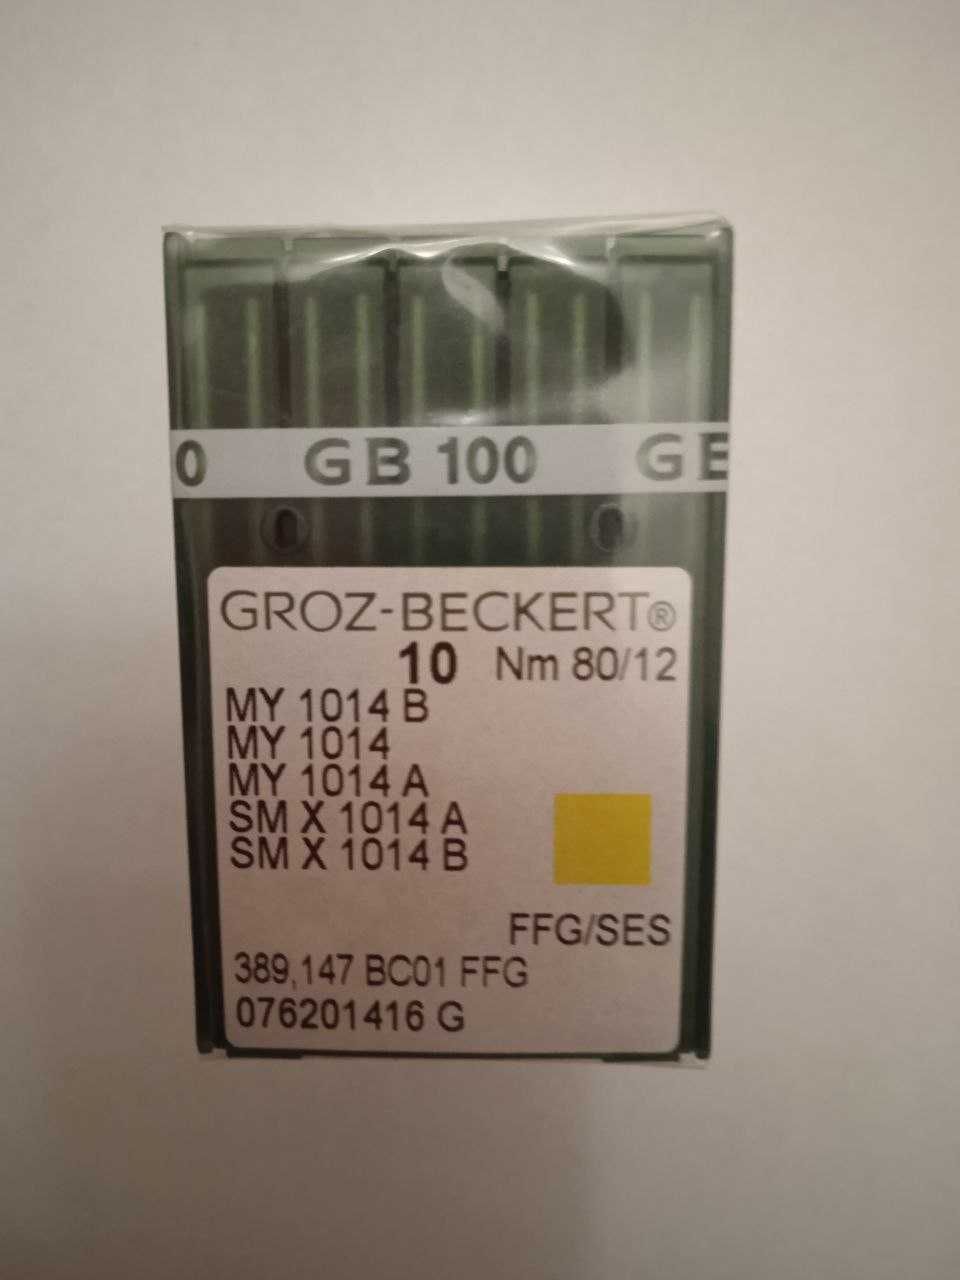 0 GB 100 GE
GROZ-BECKERT®
10 Nm 80/12
MY 1014 B
MY 1014
MY 1014 A
SM X 1014 A
SM X 1014 B
FFG/SES
389,147 BC01 FFG
076201416 G